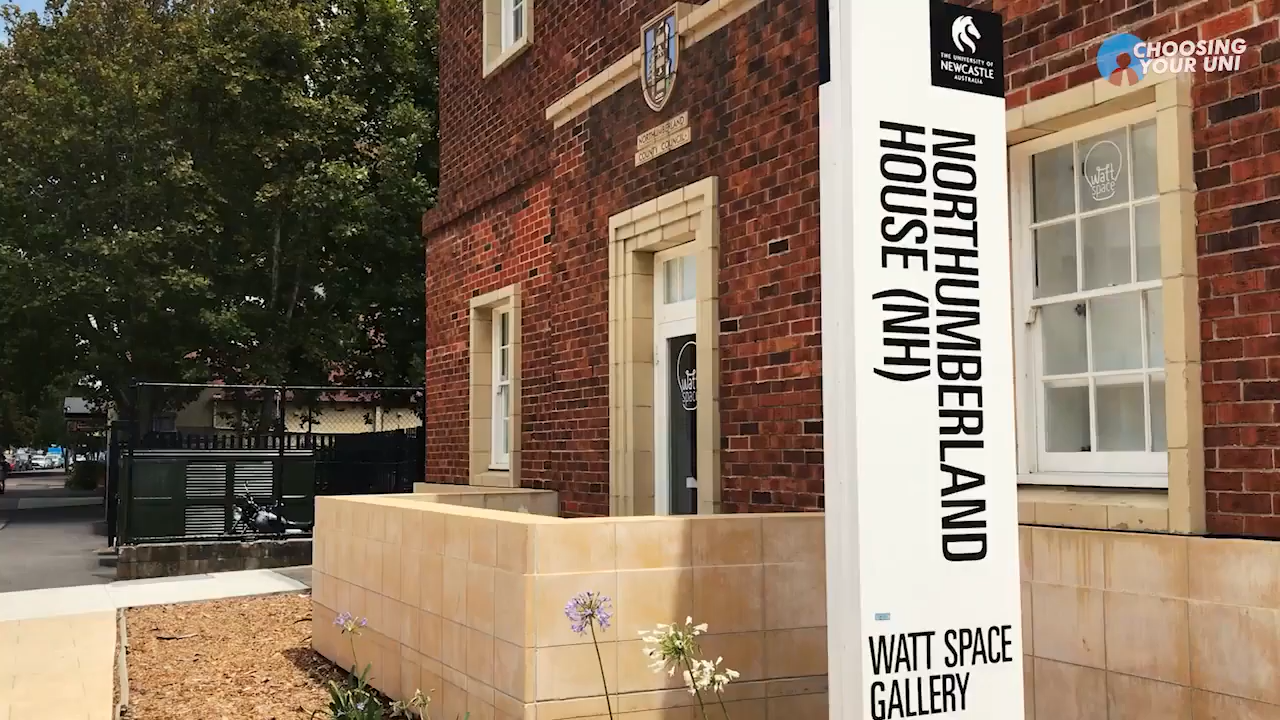 THE UNIVERSITY OF
NEWCASTLE
AUSTRALIA
CHOOSING
YOUR UNI
NORTHUMBERLAND
COUNTY COUNCIL
NORTHUMBERLAND
HOUSE (NH)
watt
space
watt
space
WATT SPACE
GALLERY